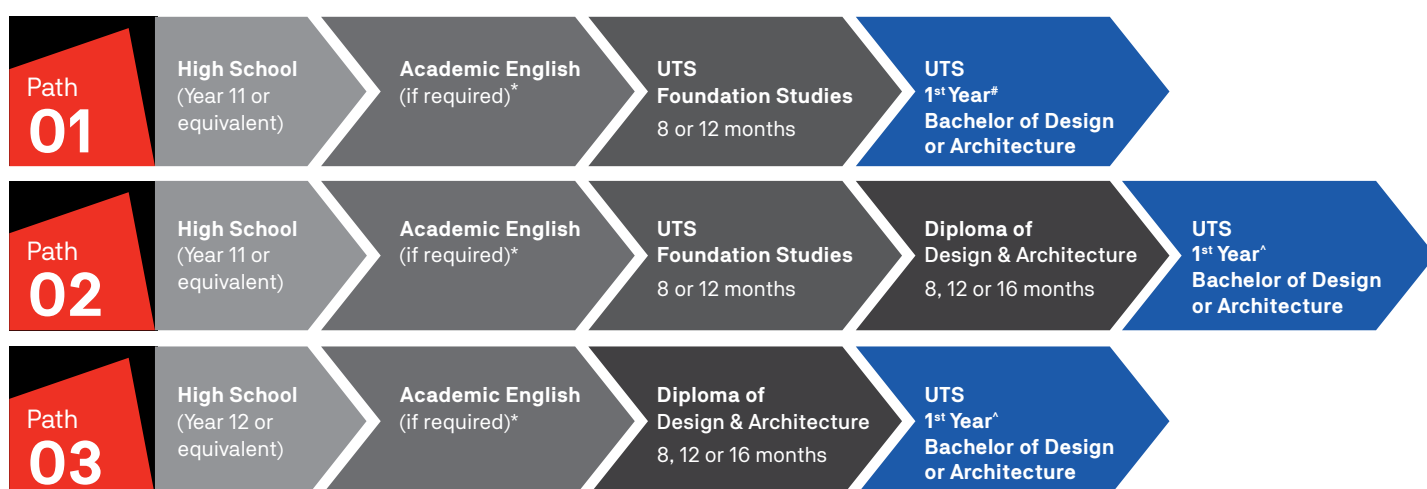 Path
01
High School
(Year 11 or
equivalent)
Academic English
(if required)*
UTS
Foundation Studies
8 or 12 months
UTS
1st Year#
Bachelor of Design
or Architecture
Path
02
High School
(Year 11 or
equivalent)
Academic English
(if required)*
UTS
Foundation Studies
8 or 12 months
Diploma of
Design & Architecture
8, 12 or 16 months
UTS
1st Year^
Bachelor of Design
or Architecture
Path
03
High School
(Year 12 or
equivalent)
Academic English
(if required)*
Diploma of
Design & Architecture
8, 12 or 16 months
UTS
1st Year^
Bachelor of Design
or Architecture